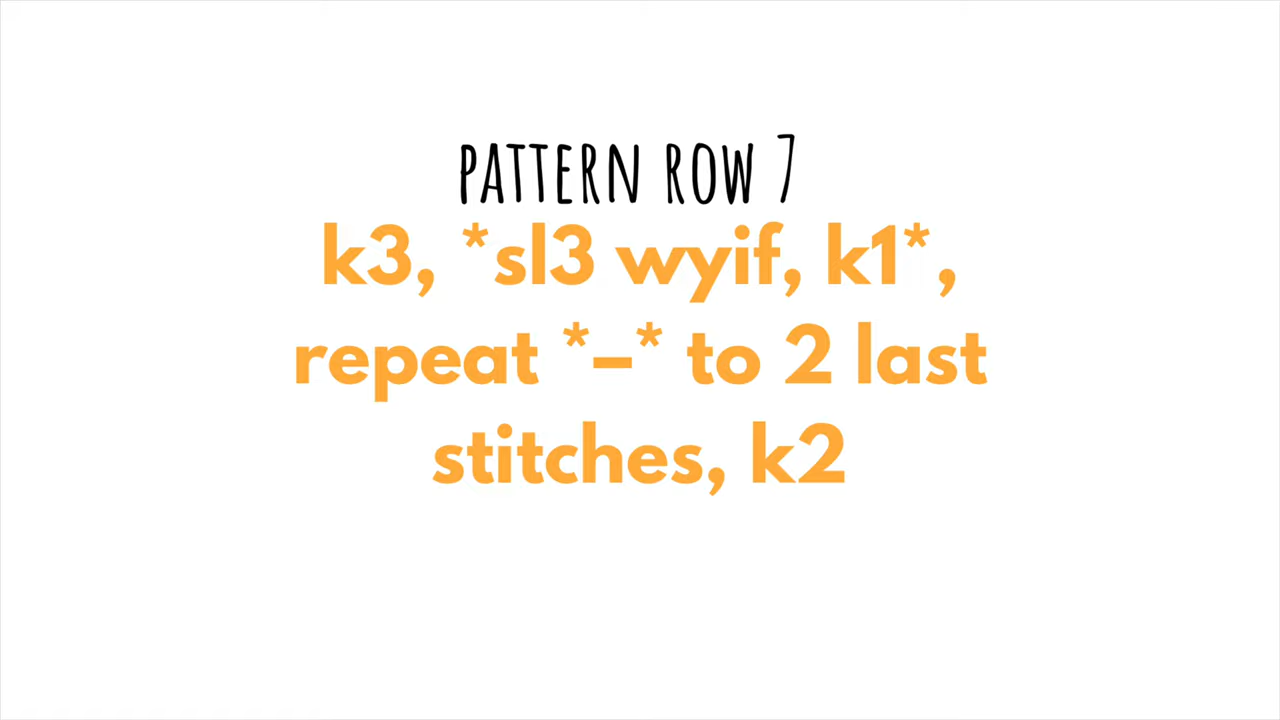 PATTERN ROW 7
k3, *sl3 wyif, k1*,
repeat *–* to 2 last
stitches, k2